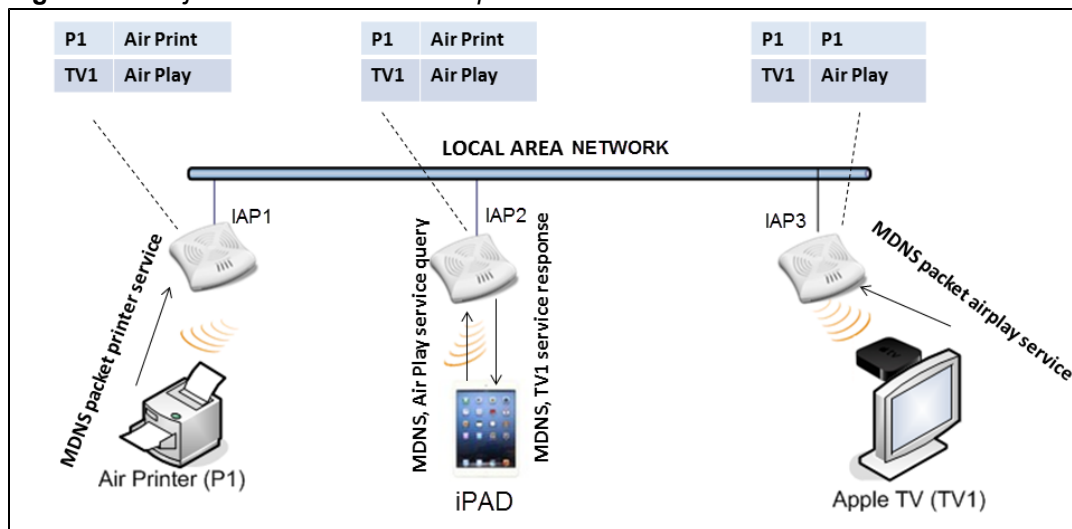 P1 Air Print
TV1 Air Play
P1 Air Print
TV1 Air Play
P1 P1
TV1 Air Play
LOCAL AREA NETWORK
IAP1
IAP2
IAP3
MDNS packet printer service
MDNS, Air Play service query
MDNS, TV1 service response
MDNS packet airplay service
tv
Air Printer (P1)
iPAD
Apple TV (TV1)